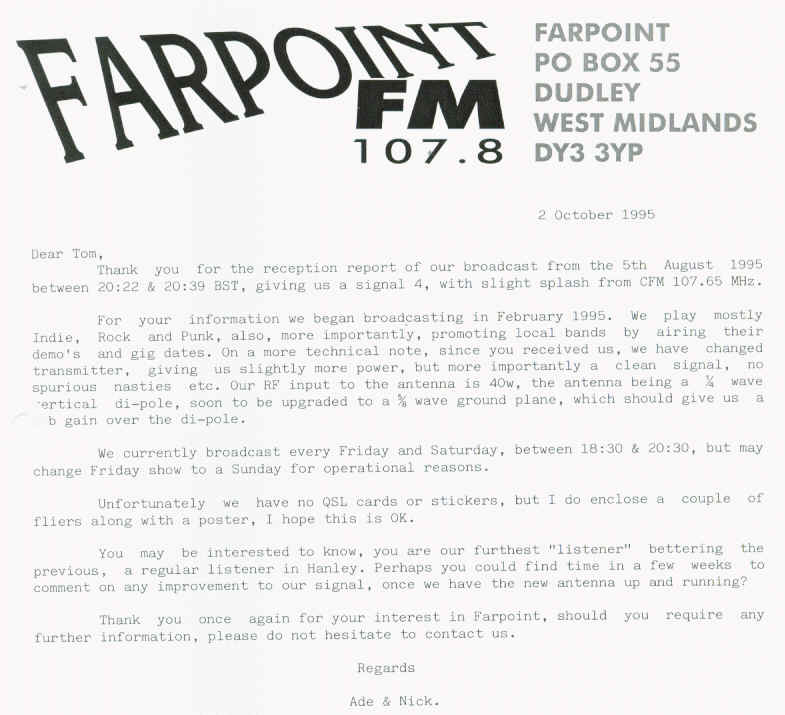 FARPOINT
FM
107.8
FARPOINT
PO BOX 55
DUDLEY
WEST MIDLANDS
DY3 3YP
2 October 1995
Dear Tom,
Thank you for the reception report of our broadcast from the 5th August 1995
between 20:22 & 20:39 BST, giving us a signal 4, with slight splash from CFM 107.65 MHz.
For your information we began broadcasting in February 1995. We play mostly
Indie, Rock and Punk, also, more importantly, promoting local bands by airing their
demo's and gig dates. On a more technical note, since you received us, we have changed
transmitter, giving us slightly more power, but more importantly a clean signal, no
spurious nasties etc. Our RF input to the antenna is 40w, the antenna being a ¼ wave
ertical di-pole, soon to be upgraded to a ⅝ wave ground plane, which should give us a
b gain over the di-pole.
We currently broadcast every Friday and Saturday, between 18:30 & 20:30, but may
change Friday show to a Sunday for operational reasons.
Unfortunately we have no QSL cards or stickers, but I do enclose a couple of
fliers along with a poster, I hope this is OK.
You may be interested to know, you are our furthest "listener" bettering the
previous, a regular listener in Hanley. Perhaps you could find time in a few weeks to
comment on any improvement to our signal, once we have the new antenna up and running?
Thank you once again for your interest in Farpoint, should you require any
further information, please do not hesitate to contact us.
Regards
Ade & Nick.